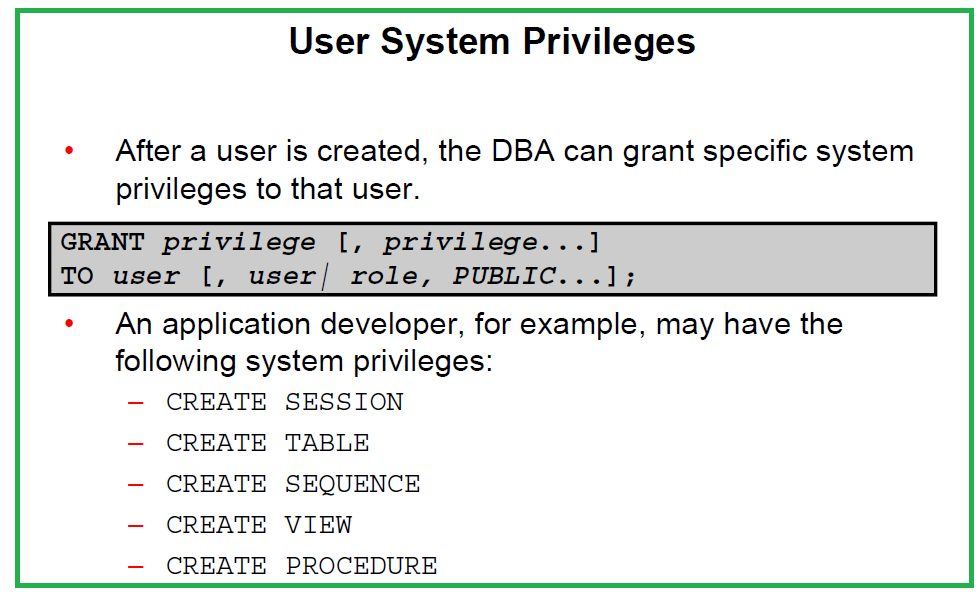 User System Privileges
• After a user is created, the DBA can grant specific system
privileges to that user.
GRANT privilege [, privilege...]
TO user [, user| role, PUBLIC...];
• An application developer, for example, may have the
following system privileges:
– CREATE SESSION
– CREATE TABLE
– CREATE SEQUENCE
– CREATE VIEW
– CREATE PROCEDURE